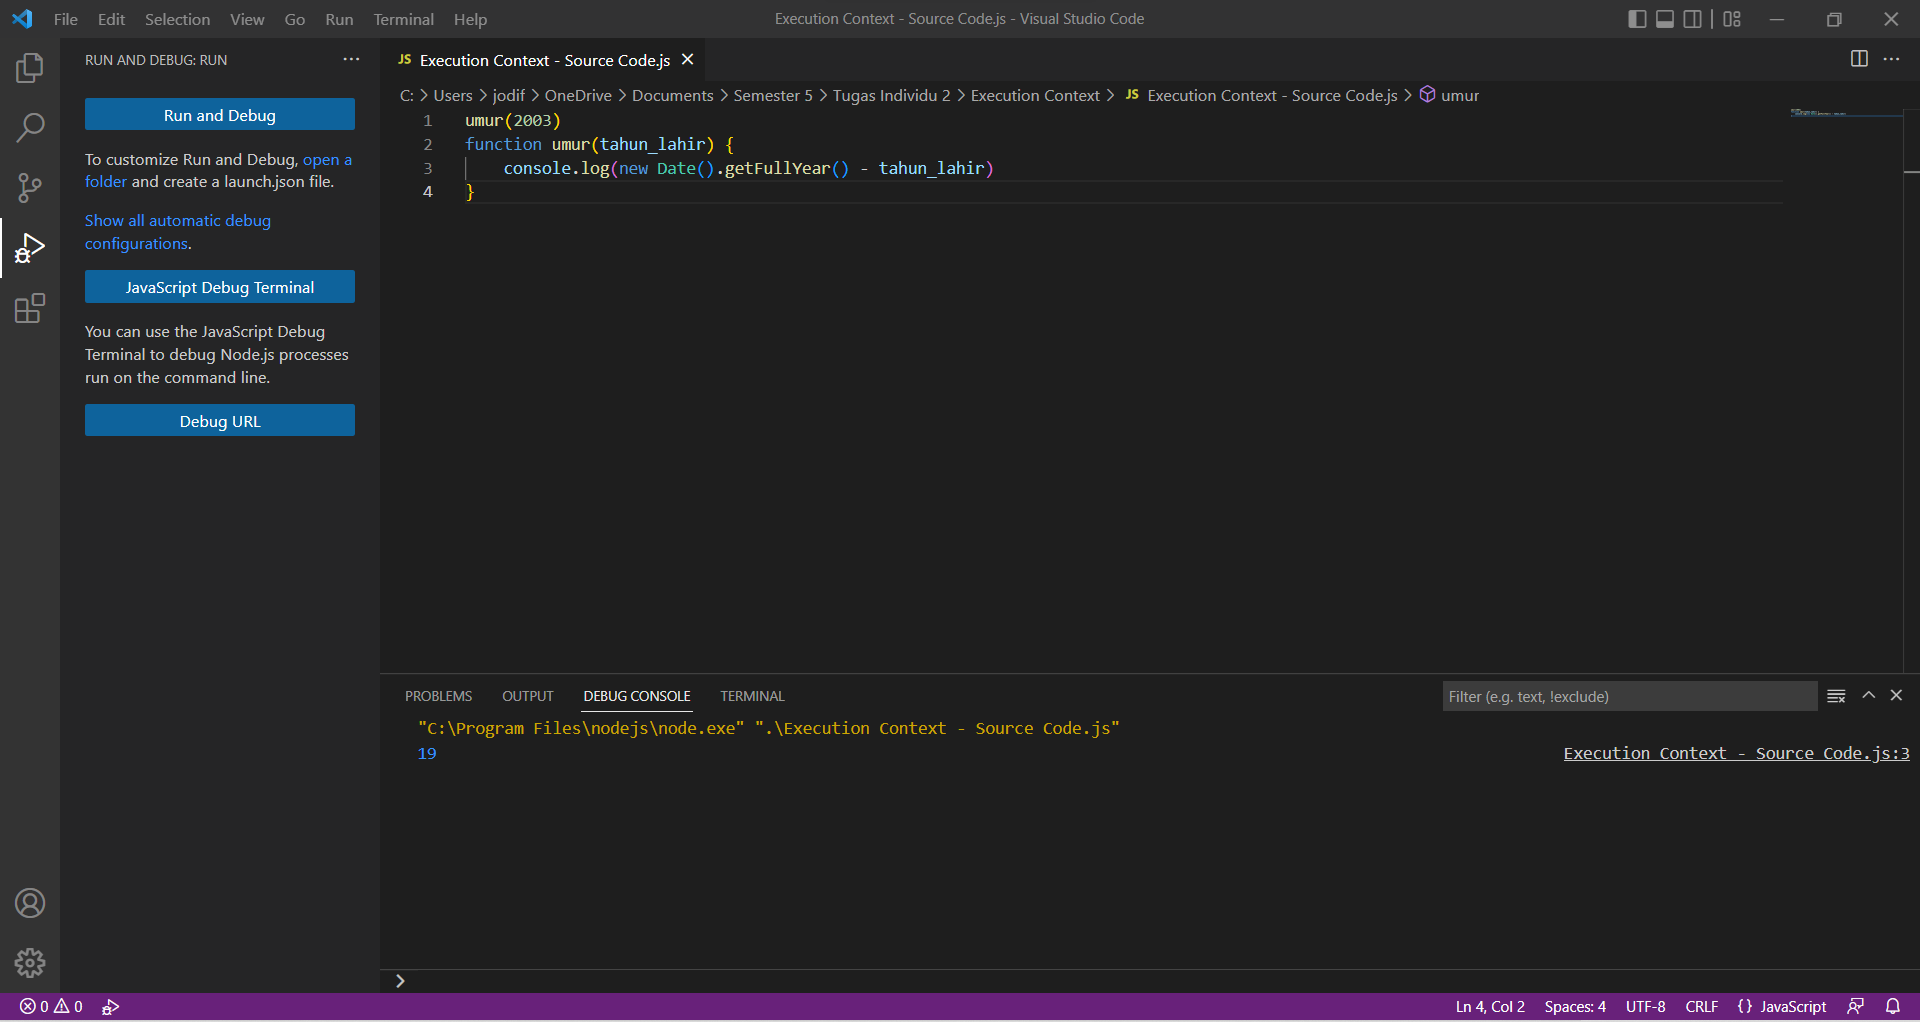 File Edit Selection View Go Run Terminal Help
Execution Context - Source Code.js - Visual Studio Code
RUN AND DEBUG: RUN
Run and Debug
To customize Run and Debug, open a
folder and create a launch.json file.
Show all automatic debug
configurations.
JavaScript Debug Terminal
You can use the JavaScript Debug
Terminal to debug Node.js processes
run on the command line.
Debug URL
JS Execution Context - Source Code.js
C: > Users > jodif > OneDrive > Documents > Semester 5 > Tugas Individu 2 > Execution Context > JS Execution Context - Source Code.js > umur
1 umur(2003)
2 function umur(tahun_lahir) {
3     console.log(new Date().getFullYear() - tahun_lahir)
4 }
PROBLEMS OUTPUT DEBUG CONSOLE TERMINAL
Filter (e.g. text, !exclude)
"C:\Program Files\nodejs\node.exe" ".\Execution Context - Source Code.js"
19 Execution Context - Source Code.js:3
>
0 0
Ln 4, Col 2 Spaces: 4 UTF-8 CRLF {} JavaScript